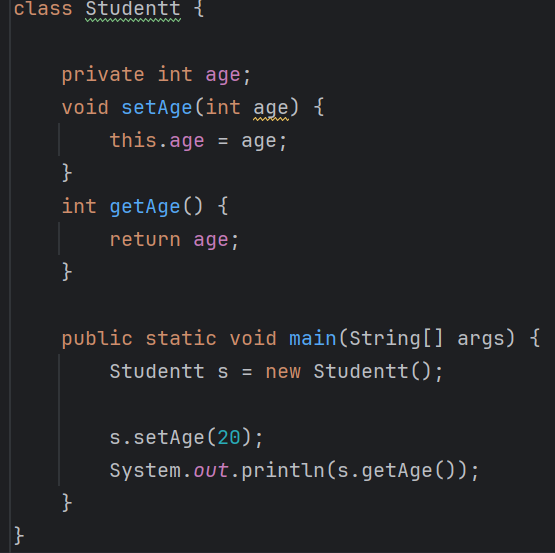 class Studentt {
private int age;
void setAge(int age) {
this.age = age;
}
int getAge() {
return age;
}
public static void main(String[] args) {
Studentt s = new Studentt();
s.setAge(20);
System.out.println(s.getAge());
}
}